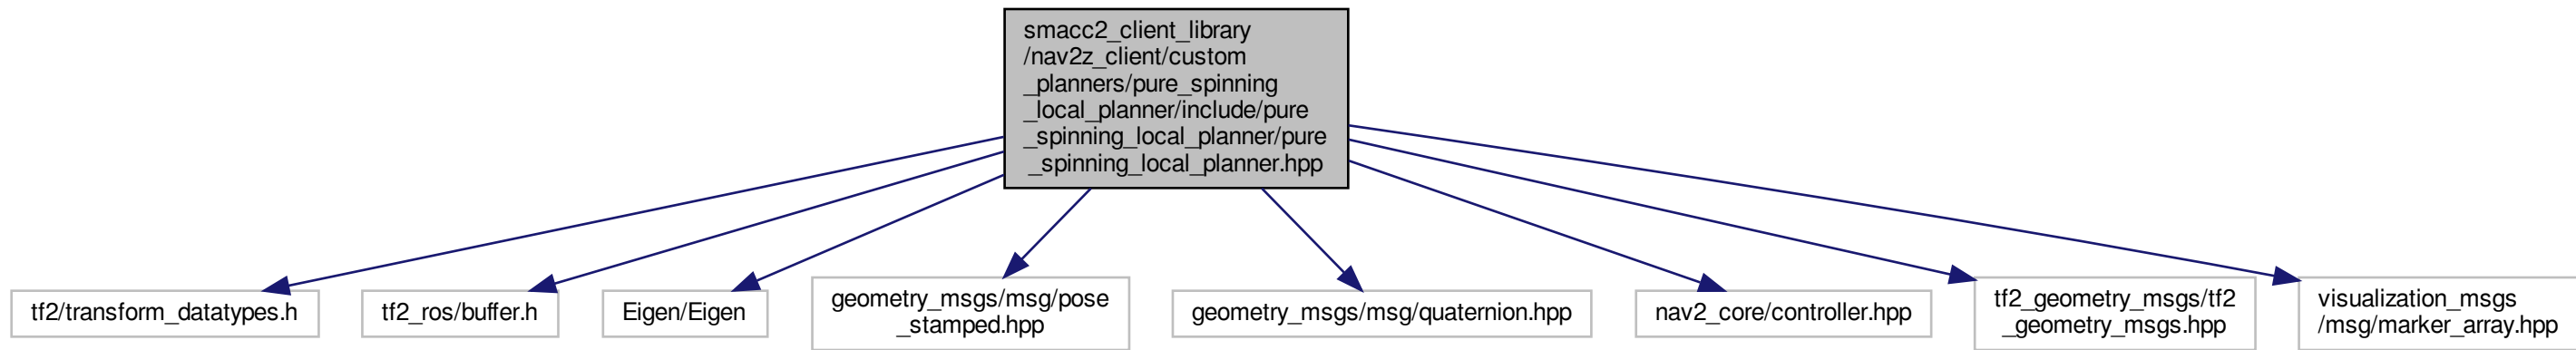 smacc2_client_library
/nav2z_client/custom
_planners/pure_spinning
_local_planner/include/pure
_spinning_local_planner/pure
_spinning_local_planner.hpp
tf2/transform_datatypes.h
tf2_ros/buffer.h
Eigen/Eigen
geometry_msgs/msg/pose
_stamped.hpp
geometry_msgs/msg/quaternion.hpp
nav2_core/controller.hpp
tf2_geometry_msgs/tf2
_geometry_msgs.hpp
visualization_msgs
/msg/marker_array.hpp